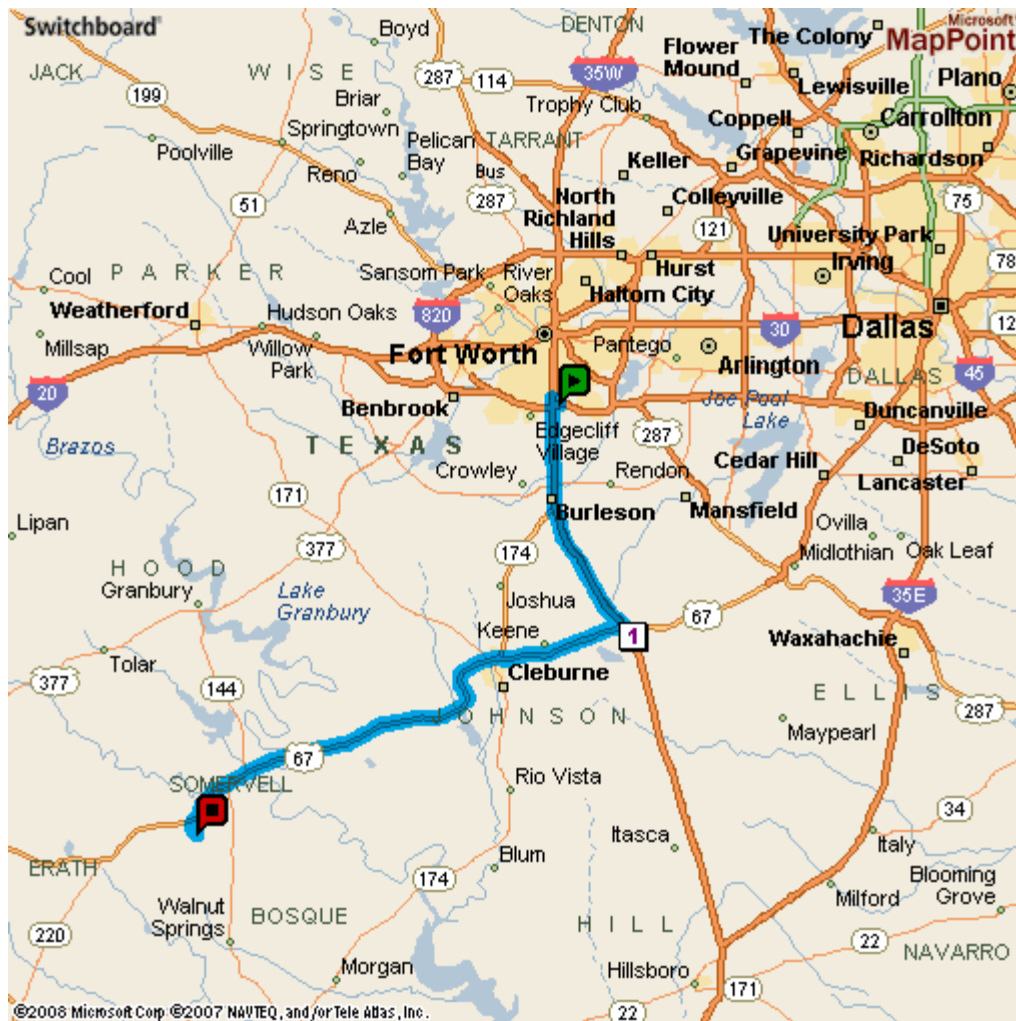 Switchboard®
Microsoft
MapPoint
Boyd
DENTON
The Colony
Flower
Mound
35W
JACK
WISE
287
114
Lewisville
Plano
199
Briar
Trophy Club
Coppell
Carrollton
Springtown
Pelican
Bay
TARRANT
Poolville
Keller
Grapevine
Richardson
Reno
Bus
287
North
Richland
Hills
Colleyville
75
51
Azle
121
University Park
Cool
PARKER
Sansom Park
River
Oaks
Hurst
Irving
78
Weatherford
Hudson Oaks
820
Haltom City
30
Dallas
12
Millsap
Willow
Park
Fort Worth
Pantego
Arlington
DALLAS
45
20
Benbrook
Joe Pool
Lake
Duncanville
Brazos
TEXAS
Edgecliff
Village
287
DeSoto
Crowley
Rendon
Cedar Hill
Lancaster
171
Burleson
Mansfield
Lipan
Ovilla
377
174
Midlothian
Oak Leaf
HOOD
Granbury
Lake
Granbury
Joshua
35E
67
Keene
1
Waxahachie
Tolar
Cleburne
377
144
ELLIS
JOHNSON
287
Maypearl
67
SOMERVELL
Rio Vista
34
Itasca
Italy
ERATH
Blum
174
Blooming
Grove
Milford
Walnut
Springs
BOSQUE
HILL
220
22
NAVARRO
Morgan
Hillsboro
171
22
©2008 Microsoft Corp ©2007 NAVTEQ, and/or Tele Atlas, Inc.